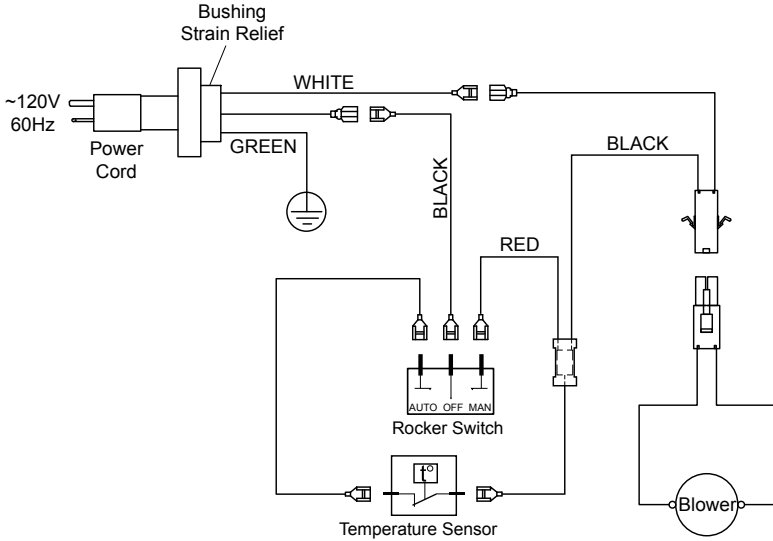 Bushing
Strain Relief
WHITE
~120V
60Hz
Power
Cord
GREEN
BLACK
BLACK
RED
AUTO OFF MAN
Rocker Switch
t°
Temperature Sensor
Blower